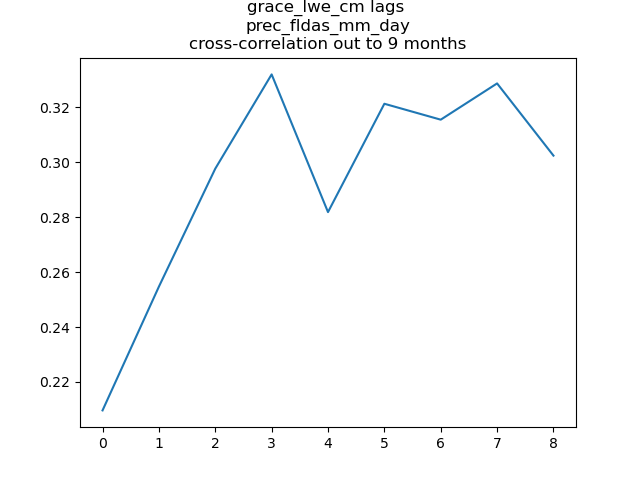 grace_lwe_cm lags
prec_fldas_mm_day
cross-correlation out to 9 months
0.32
0.30
0.28
0.26
0.24
0.22
0 1 2 3 4 5 6 7 8